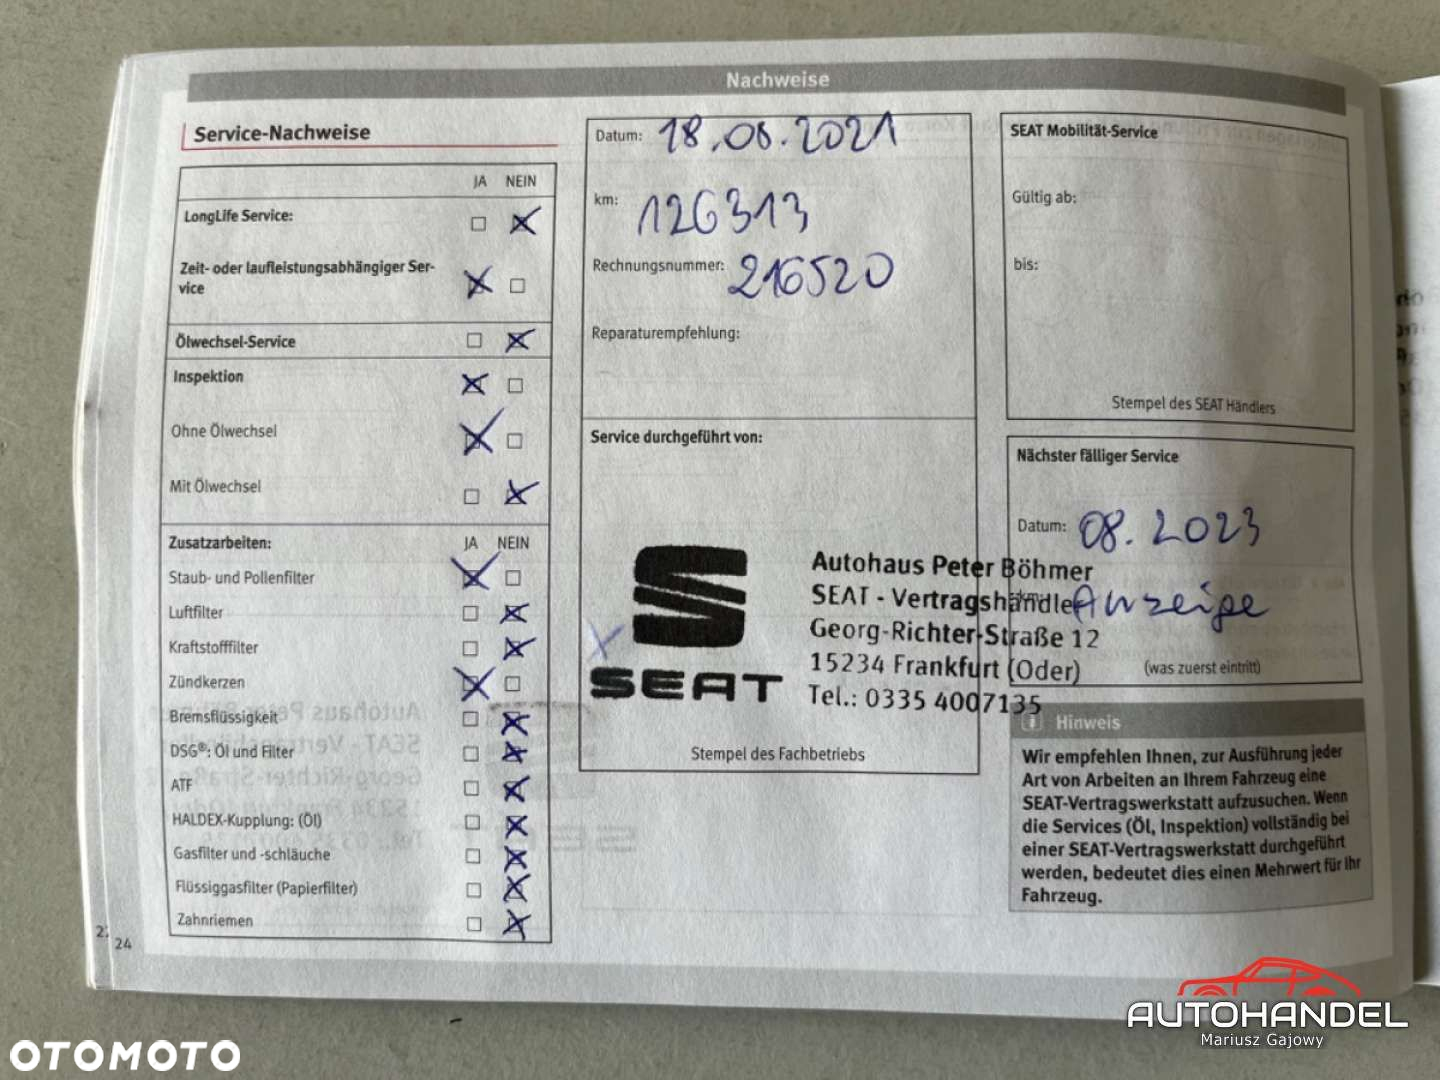 Nachweise
Service-Nachweise
JA NEIN
LongLife Service:
Zeit- oder laufleistungsabhängiger Ser-
vice
Ölwechsel-Service
Inspektion
Ohne Ölwechsel
Mit Ölwechsel
Zusatzarbeiten: JA NEIN
Staub- und Pollenfilter
Luftfilter
Kraftstofffilter
Zündkerzen
Bremsflüssigkeit
DSG®: Öl und Filter
ATF
HALDEX-Kupplung: (Öl)
Gasfilter und -schläuche
Flüssiggasfilter (Papierfilter)
Zahnriemen
24
Datum: 18.08.2021
km: 126313
Rechnungsnummer: 216520
Reparaturempfehlung:
Service durchgeführt von:
SEAT
Autohaus Peter Böhmer
SEAT - Vertragshändler
Georg-Richter-Straße 12
15234 Frankfurt (Oder)
Tel.: 0335 4007135
Stempel des Fachbetriebs
SEAT Mobilität-Service
Gültig ab:
bis:
Stempel des SEAT Händlers
Nächster fälliger Service
Datum: 08.2023
Anzeige
(was zuerst eintritt)
i Hinweis
Wir empfehlen Ihnen, zur Ausführung jeder
Art von Arbeiten an Ihrem Fahrzeug eine
SEAT-Vertragswerkstatt aufzusuchen. Wenn
die Services (Öl, Inspektion) vollständig bei
einer SEAT-Vertragswerkstatt durchgeführt
werden, bedeutet dies einen Mehrwert für Ihr
Fahrzeug.
AUTOHANDEL
Mariusz Gajowy
OTOMOTO